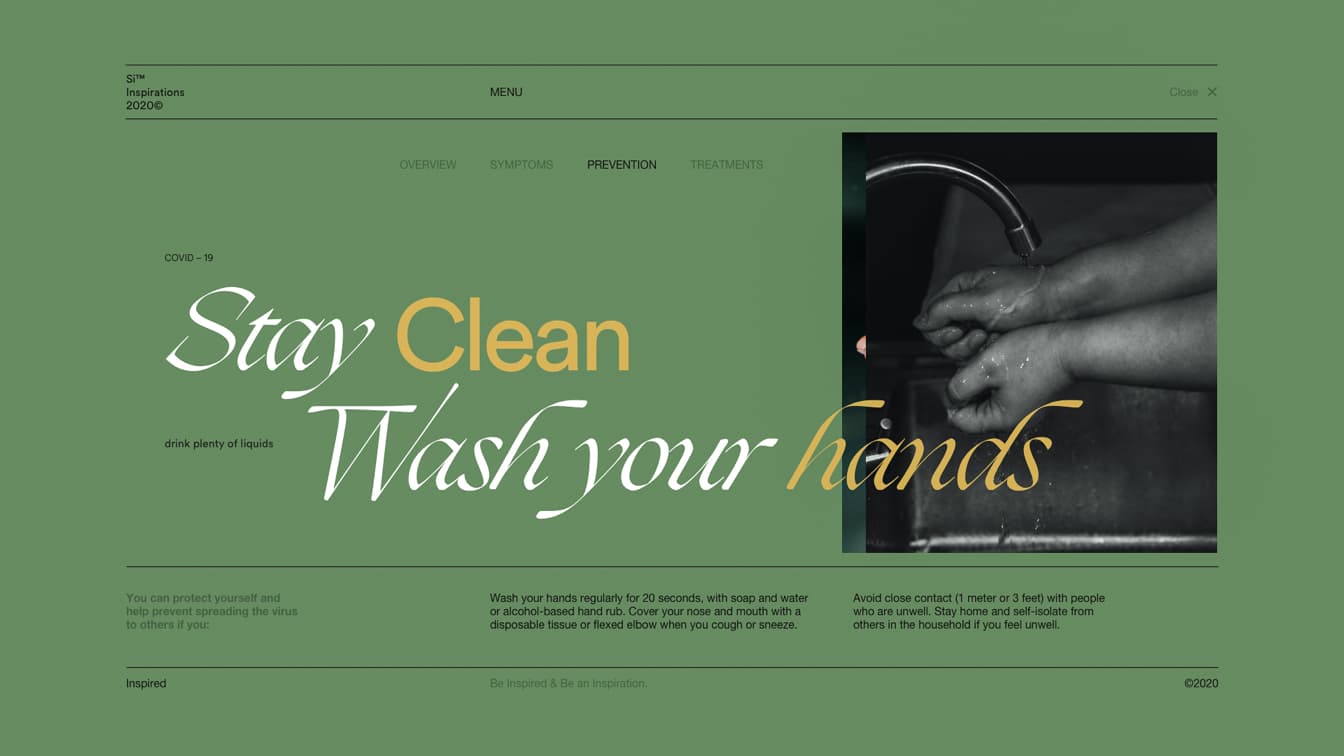 Si™
Inspirations
2020©
MENU
Close ✕
OVERVIEW
SYMPTOMS
PREVENTION
TREATMENTS
COVID – 19
Stay Clean
Wash your hands
drink plenty of liquids
You can protect yourself and
help prevent spreading the virus
to others if you:
Wash your hands regularly for 20 seconds, with soap and water
or alcohol-based hand rub. Cover your nose and mouth with a
disposable tissue or flexed elbow when you cough or sneeze.
Avoid close contact (1 meter or 3 feet) with people
who are unwell. Stay home and self-isolate from
others in the household if you feel unwell.
Inspired
Be Inspired & Be an Inspiration.
©2020